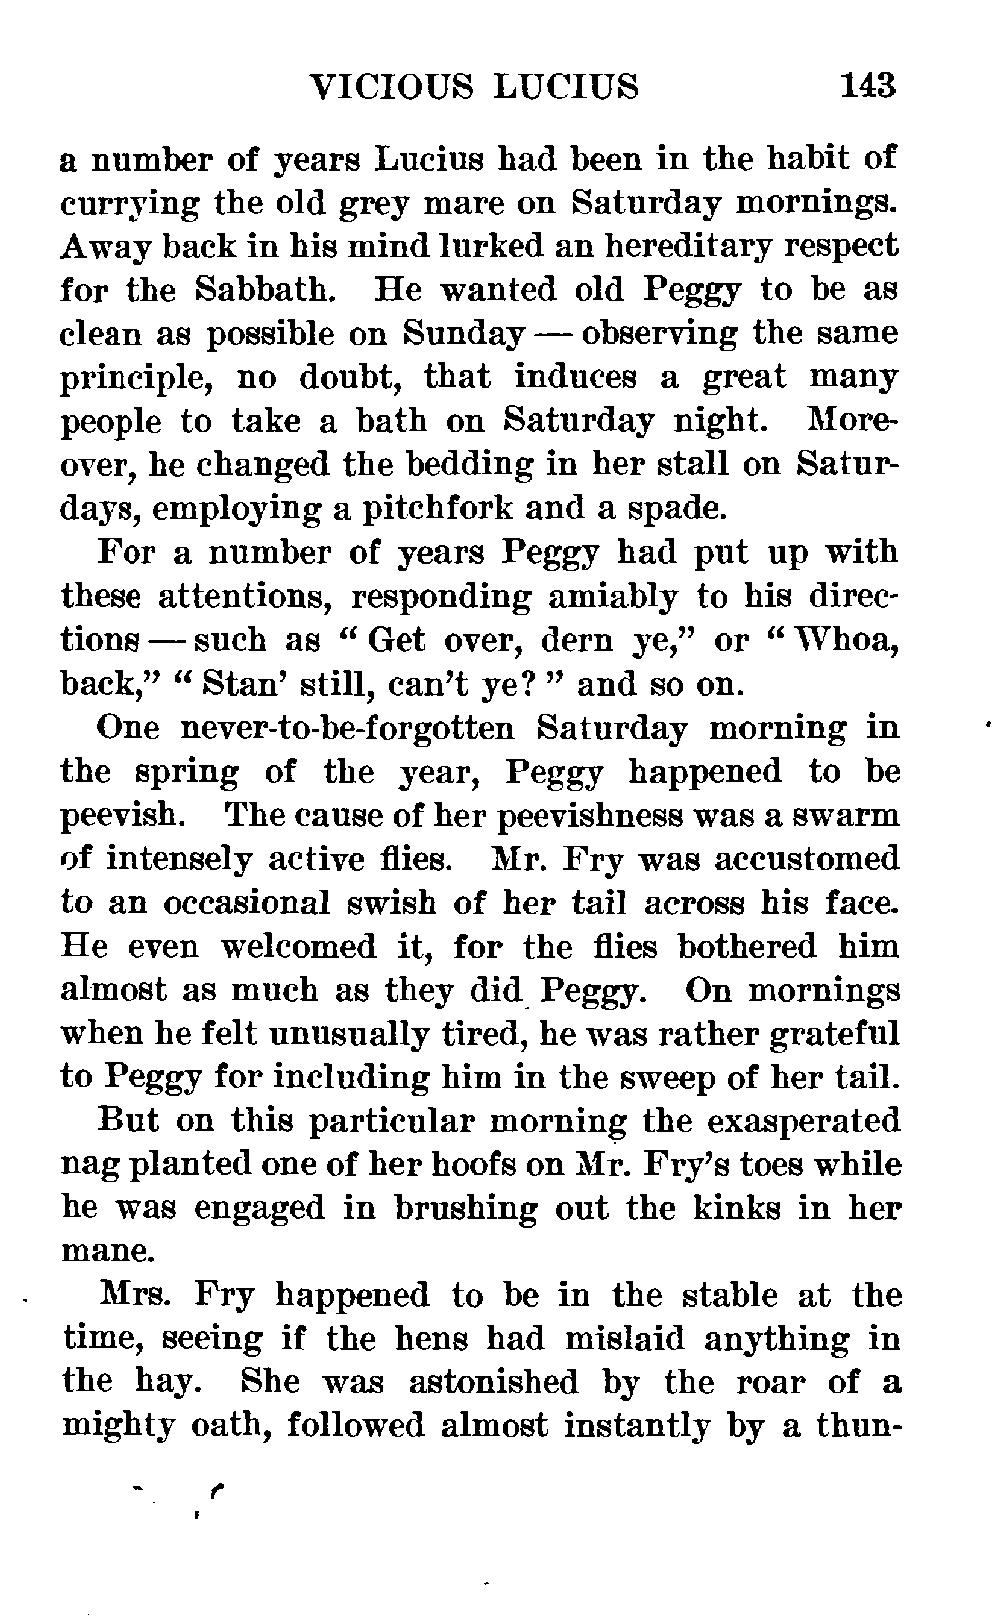 VICIOUS LUCIUS 143
a number of years Lucius had been in the habit of
currying the old grey mare on Saturday mornings.
Away back in his mind lurked an hereditary respect
for the Sabbath. He wanted old Peggy to be as
clean as possible on Sunday — observing the same
principle, no doubt, that induces a great many
people to take a bath on Saturday night. More-
over, he changed the bedding in her stall on Satur-
days, employing a pitchfork and a spade.
For a number of years Peggy had put up with
these attentions, responding amiably to his direc-
tions — such as “ Get over, dern ye,” or “ Whoa,
back,” “ Stan’ still, can’t ye? ” and so on.
One never-to-be-forgotten Saturday morning in
the spring of the year, Peggy happened to be
peevish. The cause of her peevishness was a swarm
of intensely active flies. Mr. Fry was accustomed
to an occasional swish of her tail across his face.
He even welcomed it, for the flies bothered him
almost as much as they did Peggy. On mornings
when he felt unusually tired, he was rather grateful
to Peggy for including him in the sweep of her tail.
But on this particular morning the exasperated
nag planted one of her hoofs on Mr. Fry’s toes while
he was engaged in brushing out the kinks in her
mane.
Mrs. Fry happened to be in the stable at the
time, seeing if the hens had mislaid anything in
the hay. She was astonished by the roar of a
mighty oath, followed almost instantly by a thun-